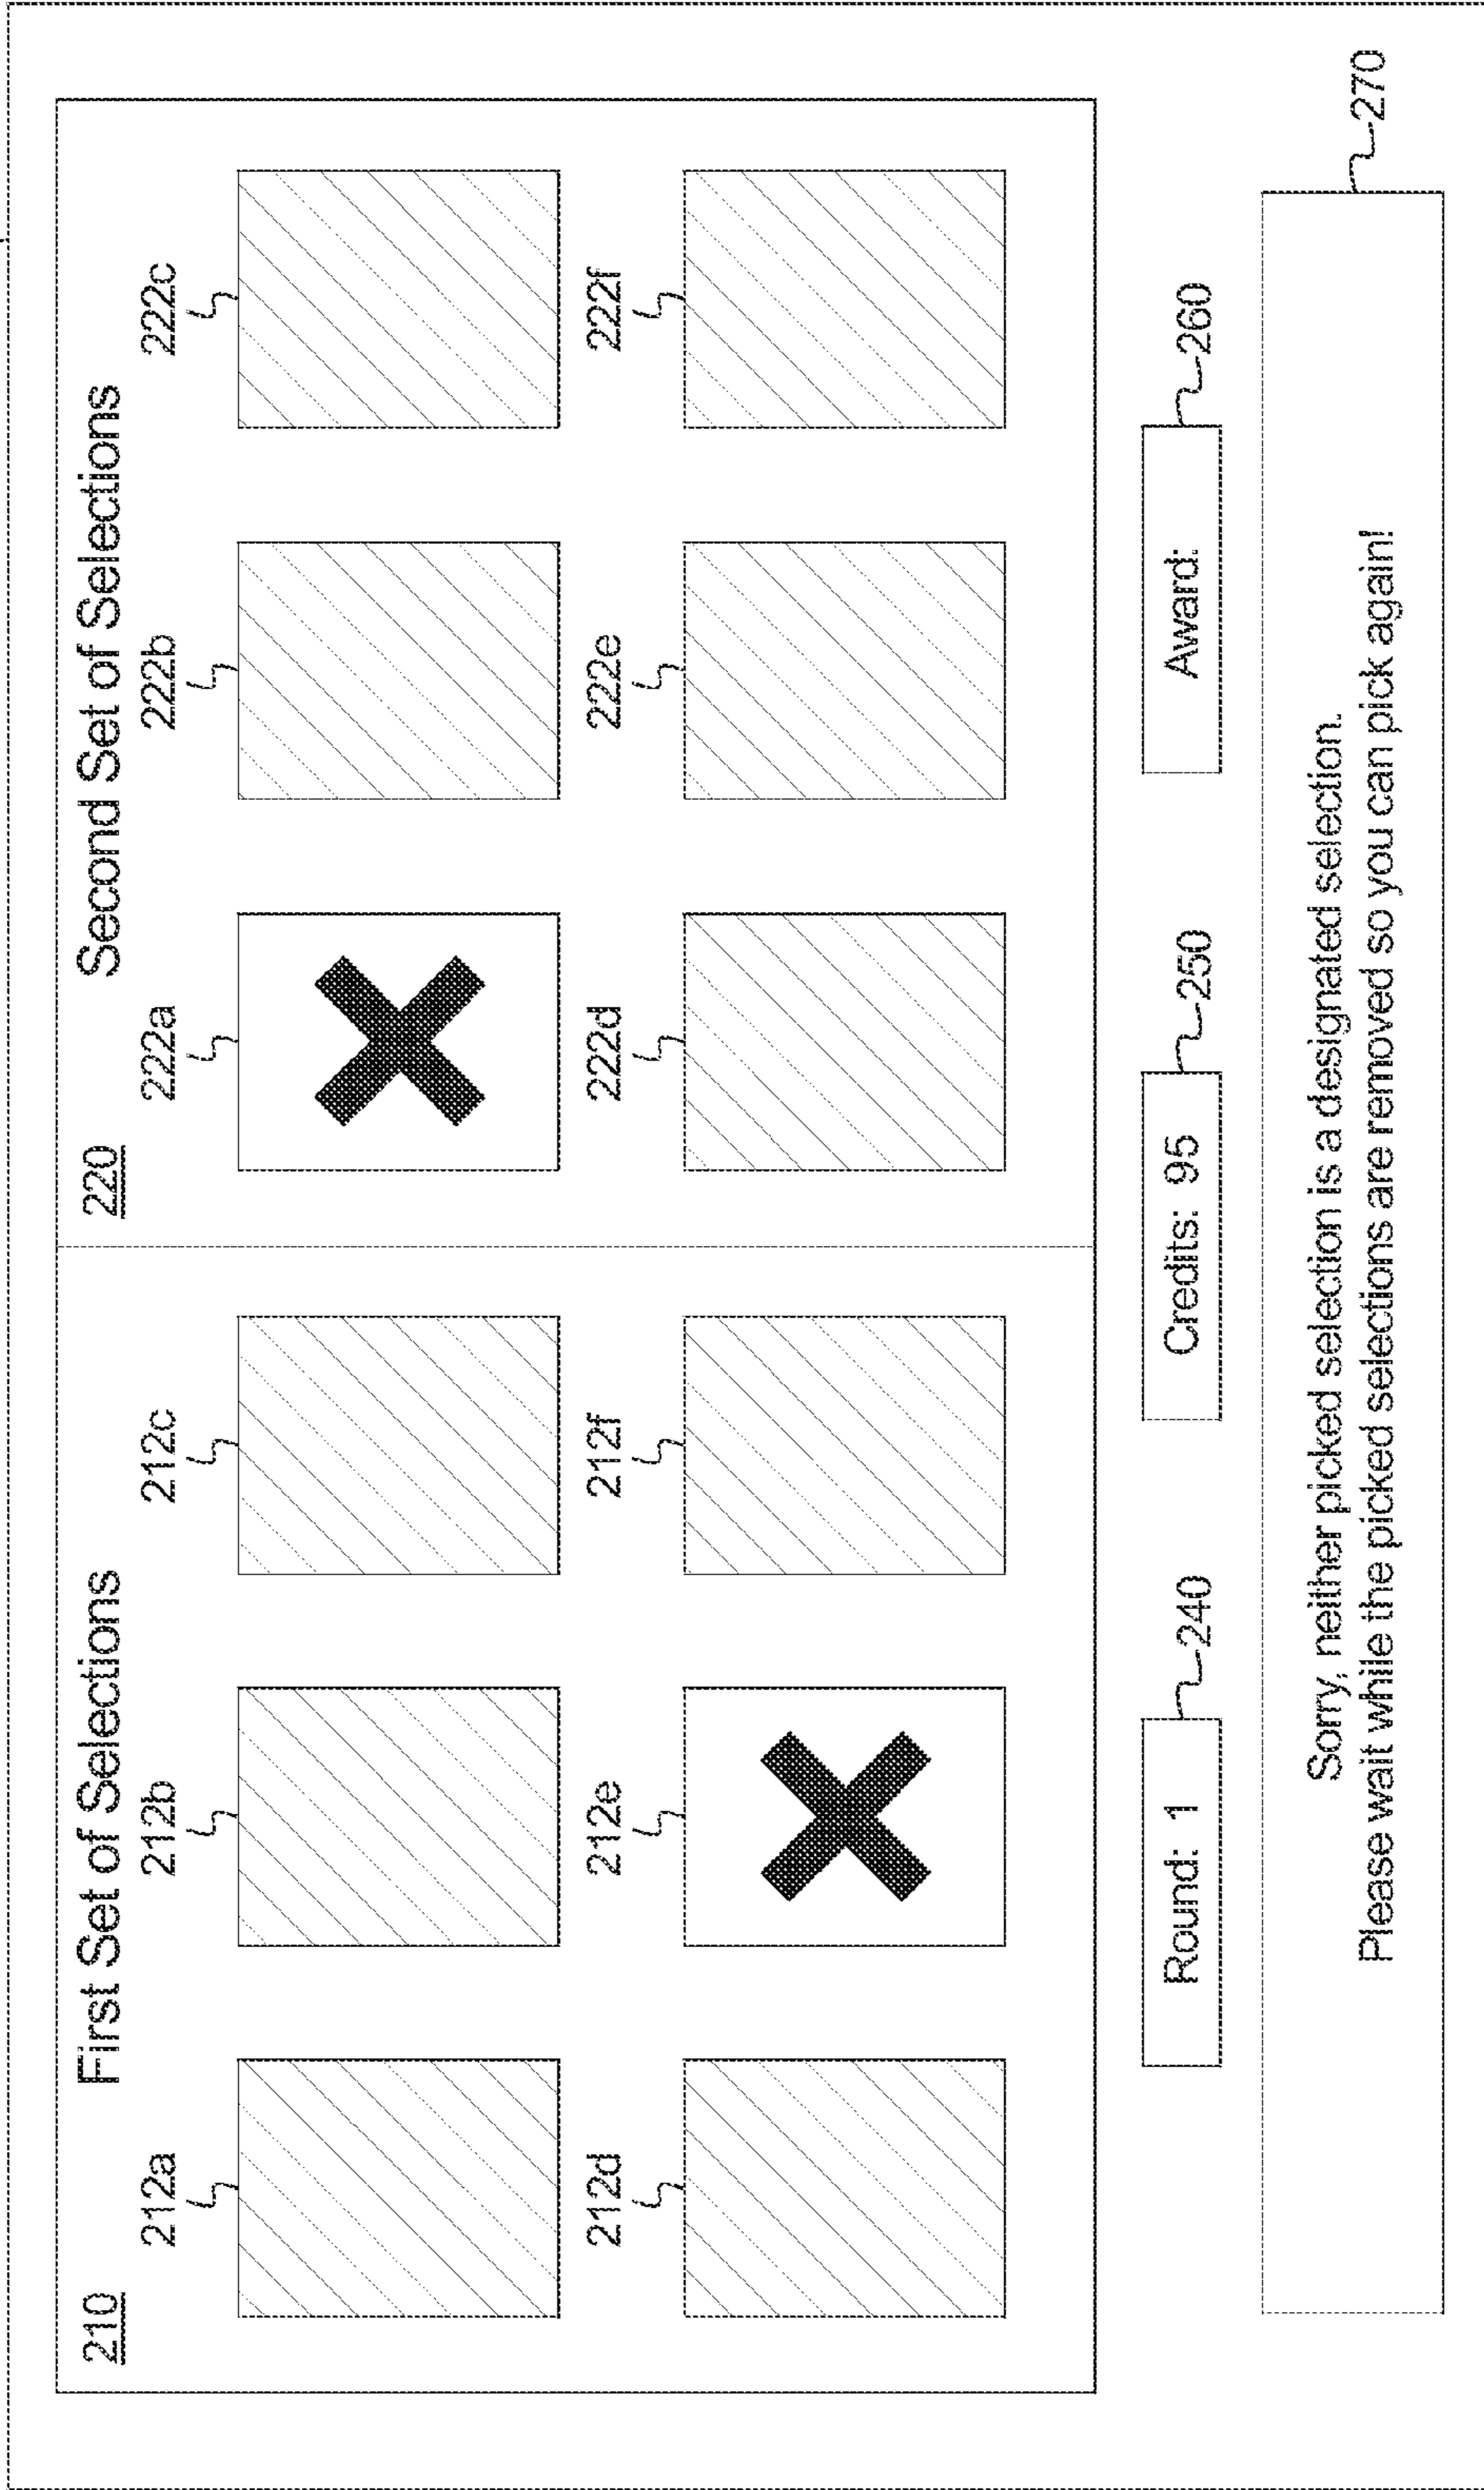 210
First Set of Selections
220
Second Set of Selections
212a
212b
212c
222a
222b
222c
212d
212e
212f
222d
222e
222f
Round: 1
240
Credits: 95
250
Award:
260
Sorry, neither picked selection is a designated selection.
Please wait while the picked selections are removed so you can pick again!
270